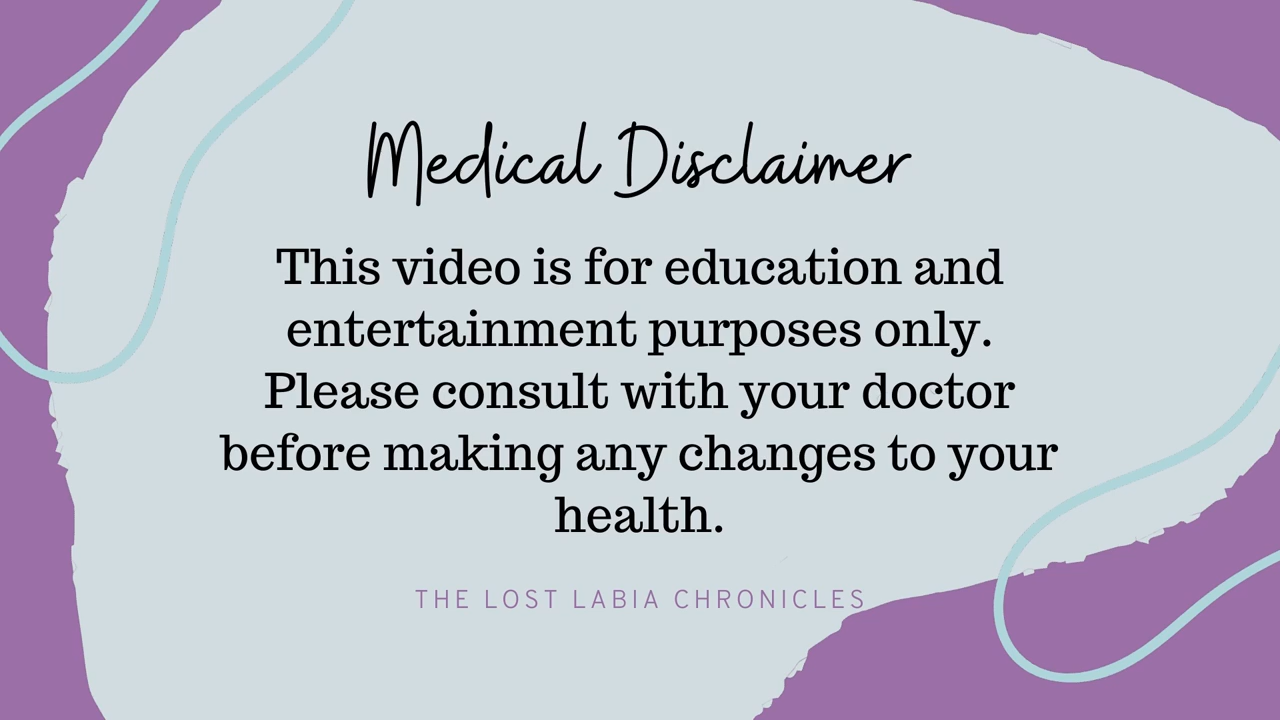 Medical Disclaimer
This video is for education and
entertainment purposes only.
Please consult with your doctor
before making any changes to your
health.
THE LOST LABIA CHRONICLES